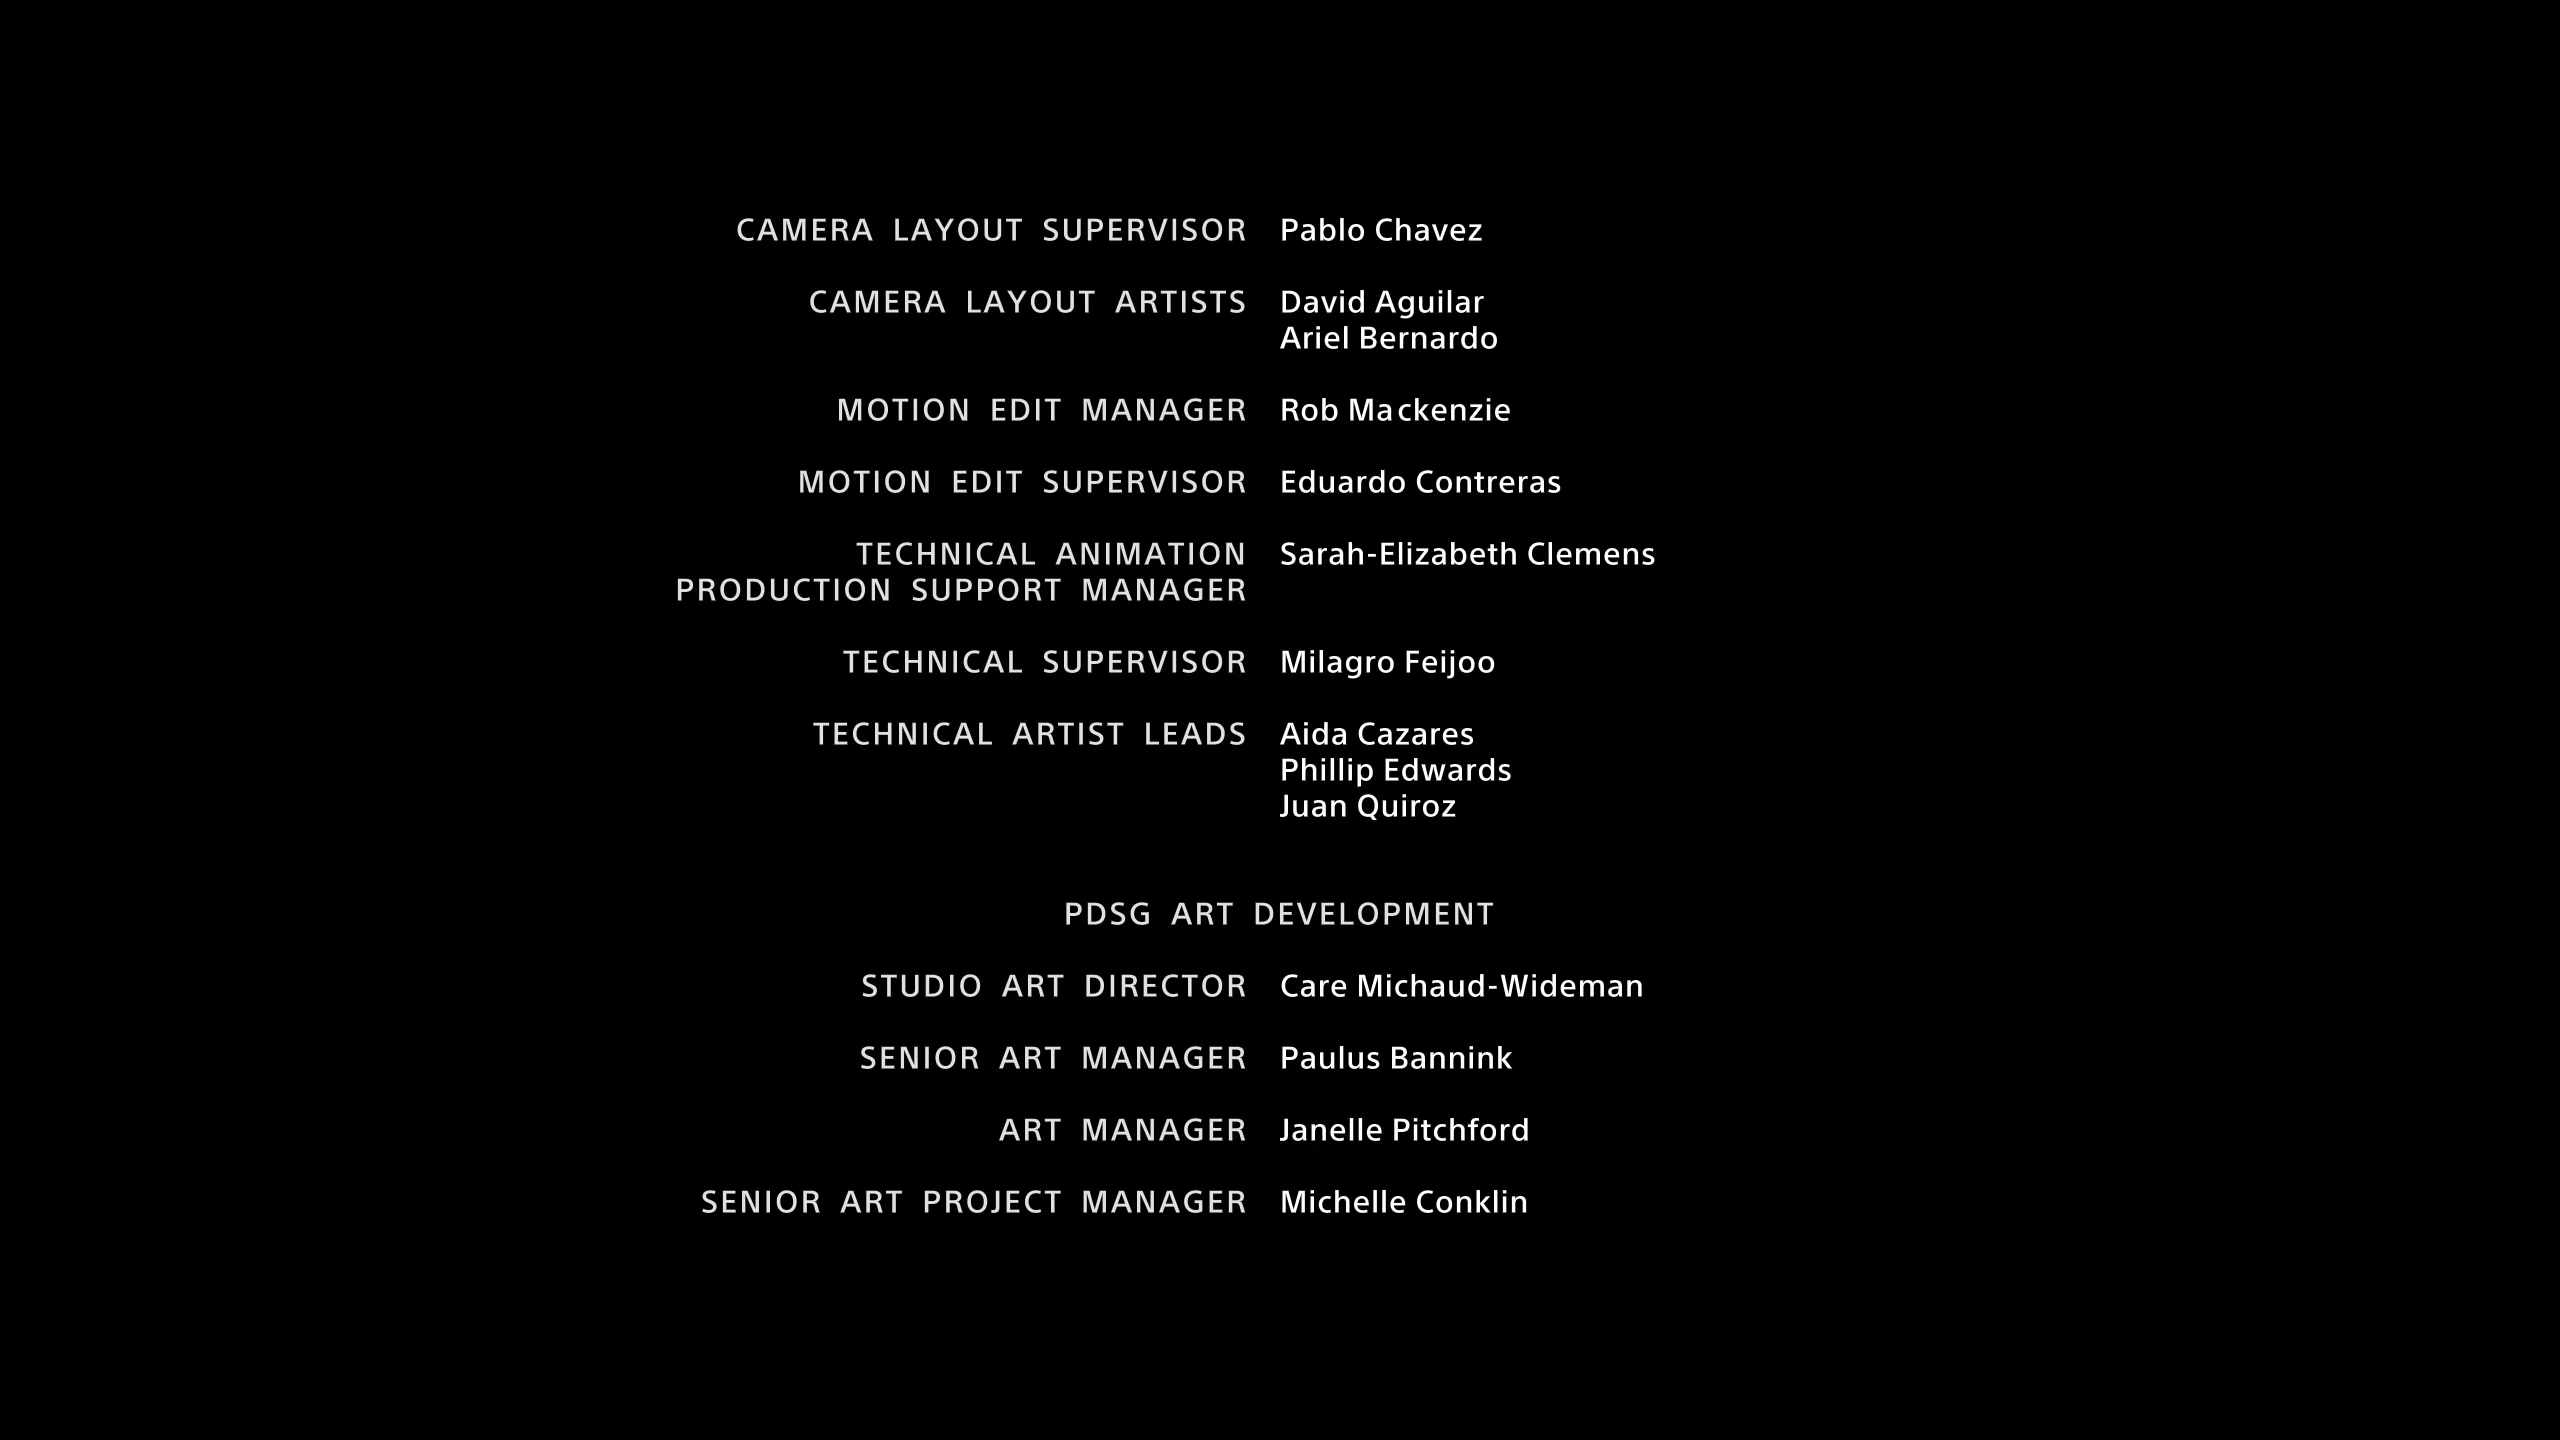 CAMERA LAYOUT SUPERVISOR Pablo Chavez
CAMERA LAYOUT ARTISTS David Aguilar
Ariel Bernardo
MOTION EDIT MANAGER Rob Mackenzie
MOTION EDIT SUPERVISOR Eduardo Contreras
TECHNICAL ANIMATION Sarah-Elizabeth Clemens
PRODUCTION SUPPORT MANAGER
TECHNICAL SUPERVISOR Milagro Feijoo
TECHNICAL ARTIST LEADS Aida Cazares
Phillip Edwards
Juan Quiroz
PDSG ART DEVELOPMENT
STUDIO ART DIRECTOR Care Michaud-Wideman
SENIOR ART MANAGER Paulus Bannink
ART MANAGER Janelle Pitchford
SENIOR ART PROJECT MANAGER Michelle Conklin